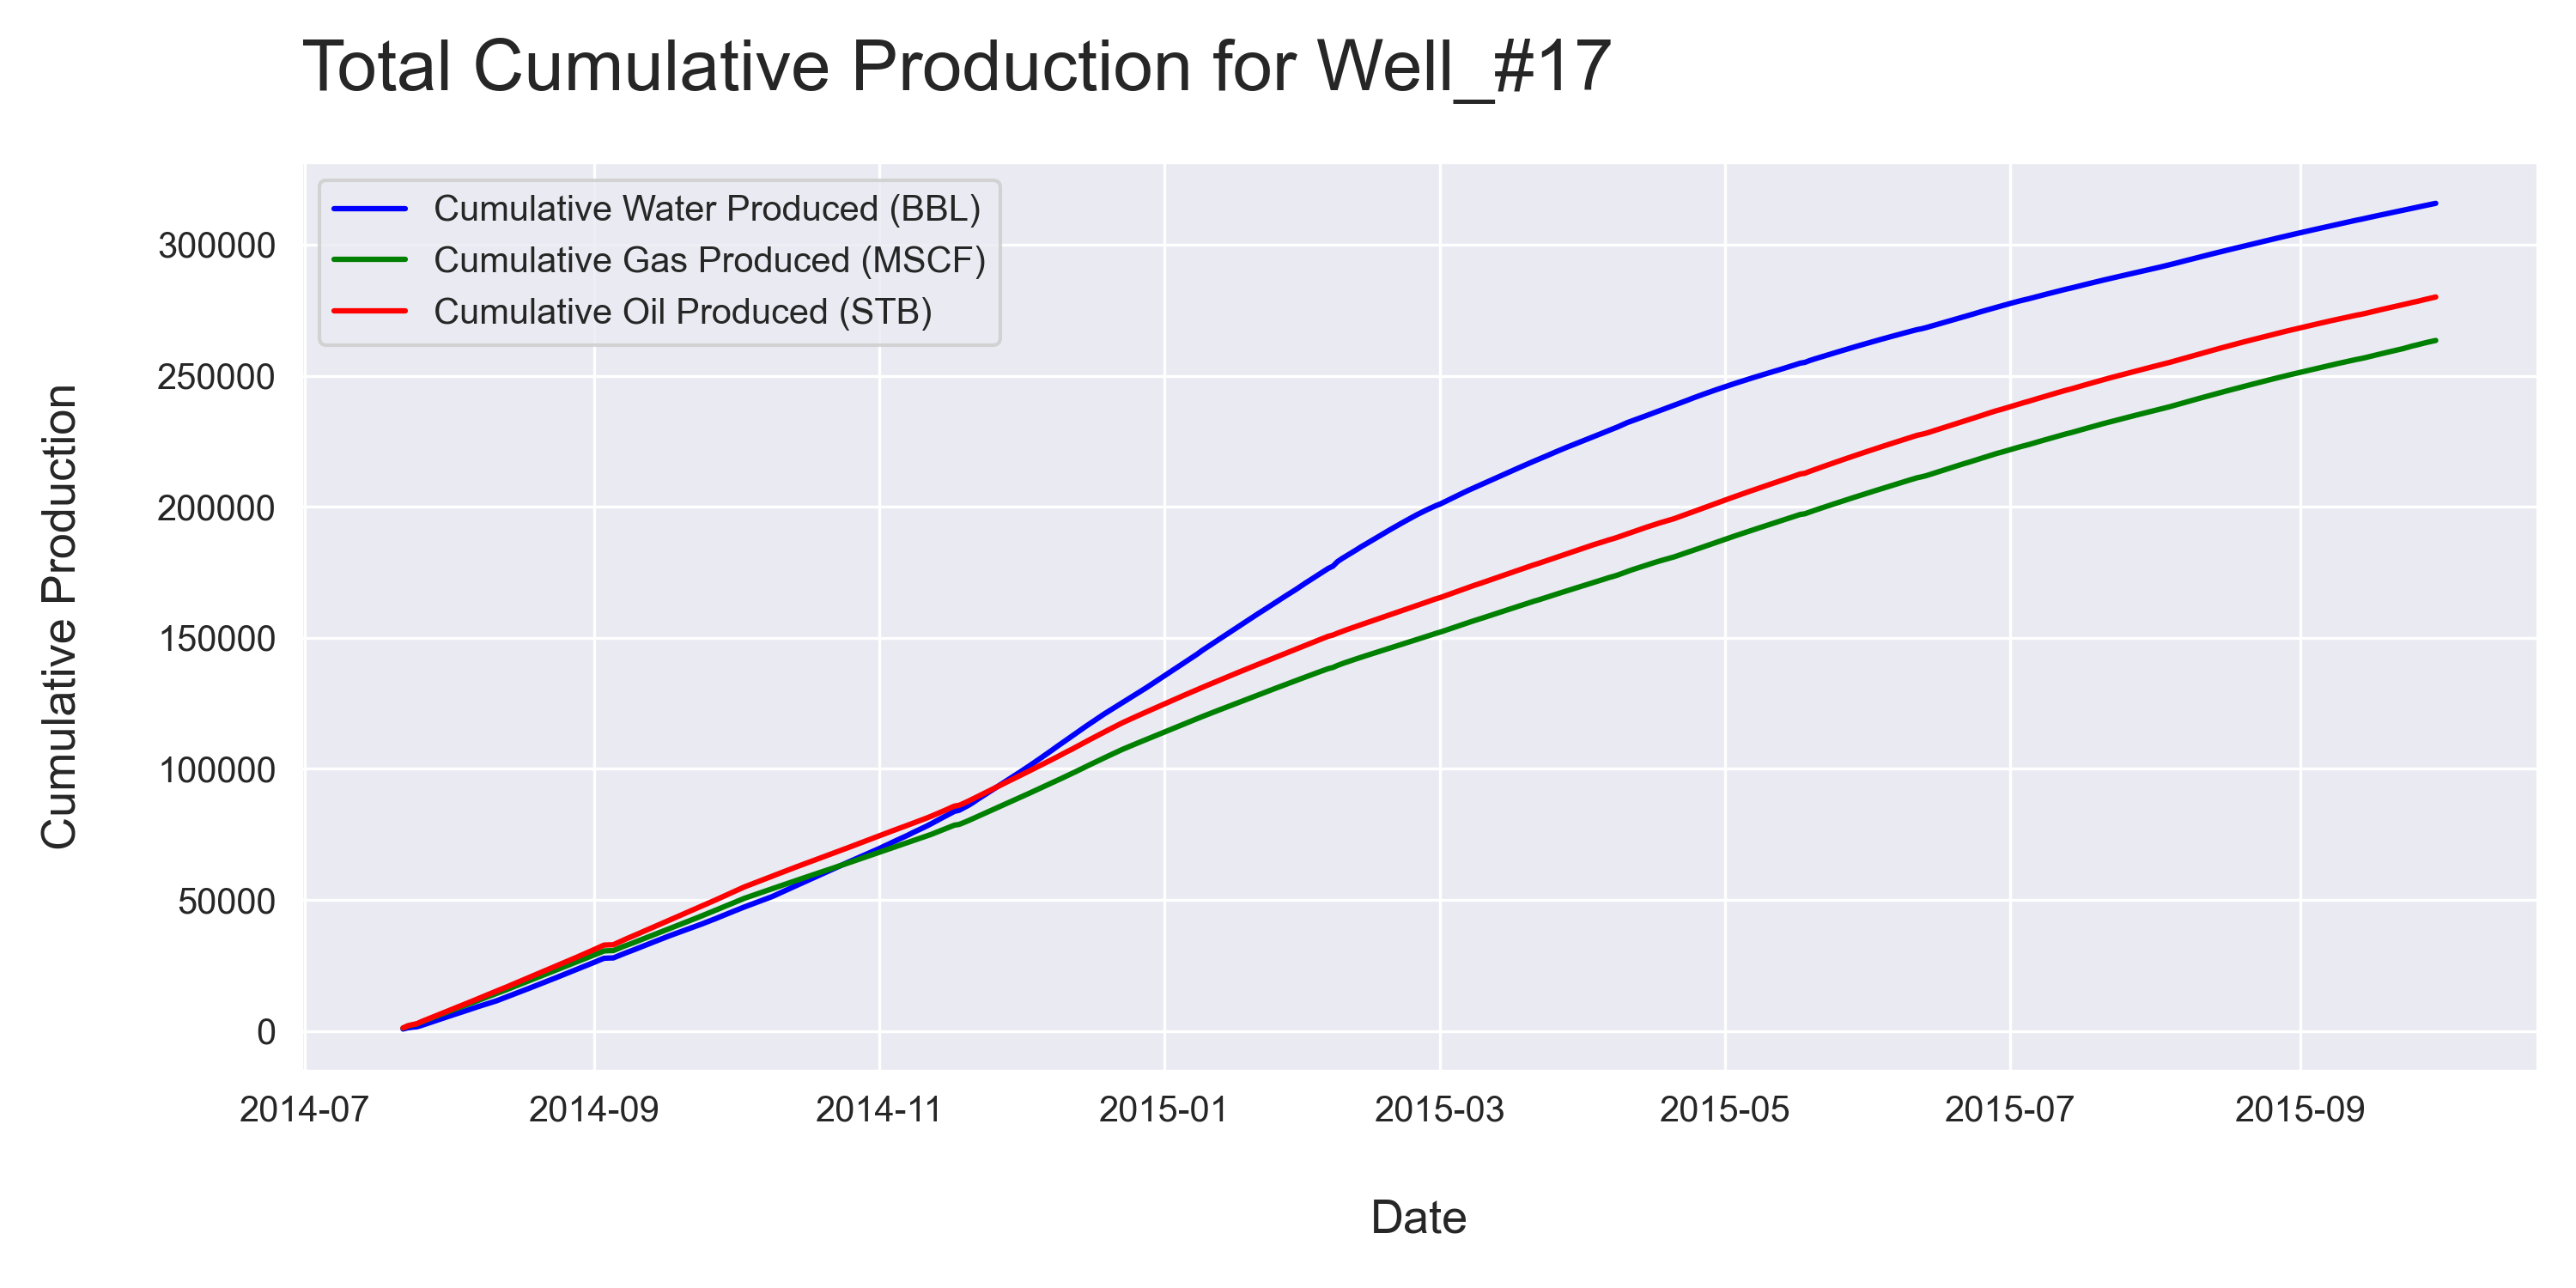 Total Cumulative Production for Well_#17
Cumulative Water Produced (BBL)
Cumulative Gas Produced (MSCF)
Cumulative Oil Produced (STB)
Cumulative Production
300000
250000
200000
150000
100000
50000
0
2014-07
2014-09
2014-11
2015-01
2015-03
2015-05
2015-07
2015-09
Date